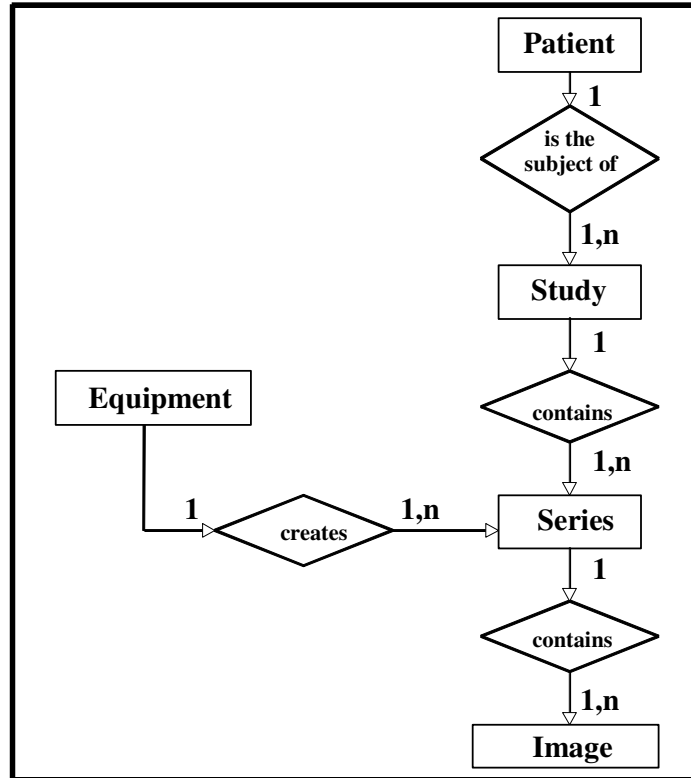 Patient
1
is the
subject of
1,n
Study
1
Equipment
contains
1,n
1
creates
1,n
Series
1
contains
1,n
Image